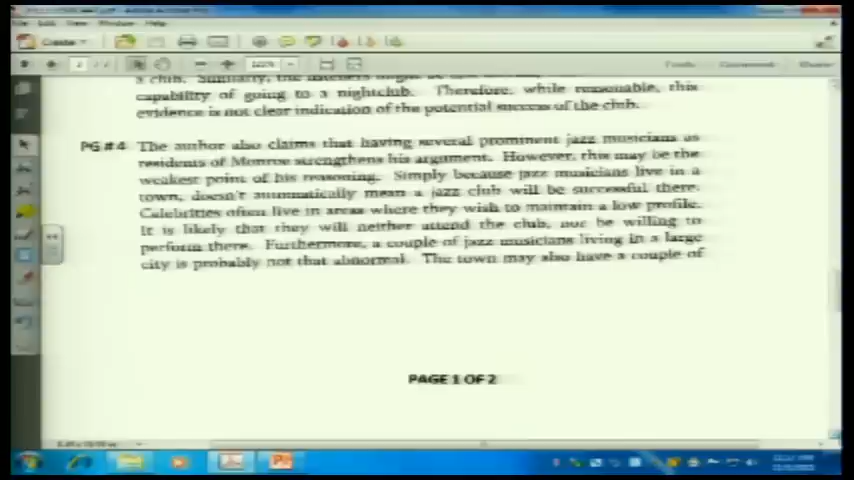 Create
a club. Similarly, the
capability of going to a nightclub. Therefore, while reasonable, this
evidence is not clear indication of the potential success of the club.
PG # 4 The author also claims that having several prominent jazz musicians as
residents of Monroe strengthens his argument. However, this may be the
weakest point of his reasoning. Simply because jazz musicians live in a
town, doesn't automatically mean a jazz club will be successful there.
Celebrities often live in areas where they wish to maintain a low profile.
It is likely that they will neither attend the club, nor be willing to
perform there. Furthermore, a couple of jazz musicians living in a large
city is probably not that abnormal. The town may also have a couple of
PAGE 1 OF 2